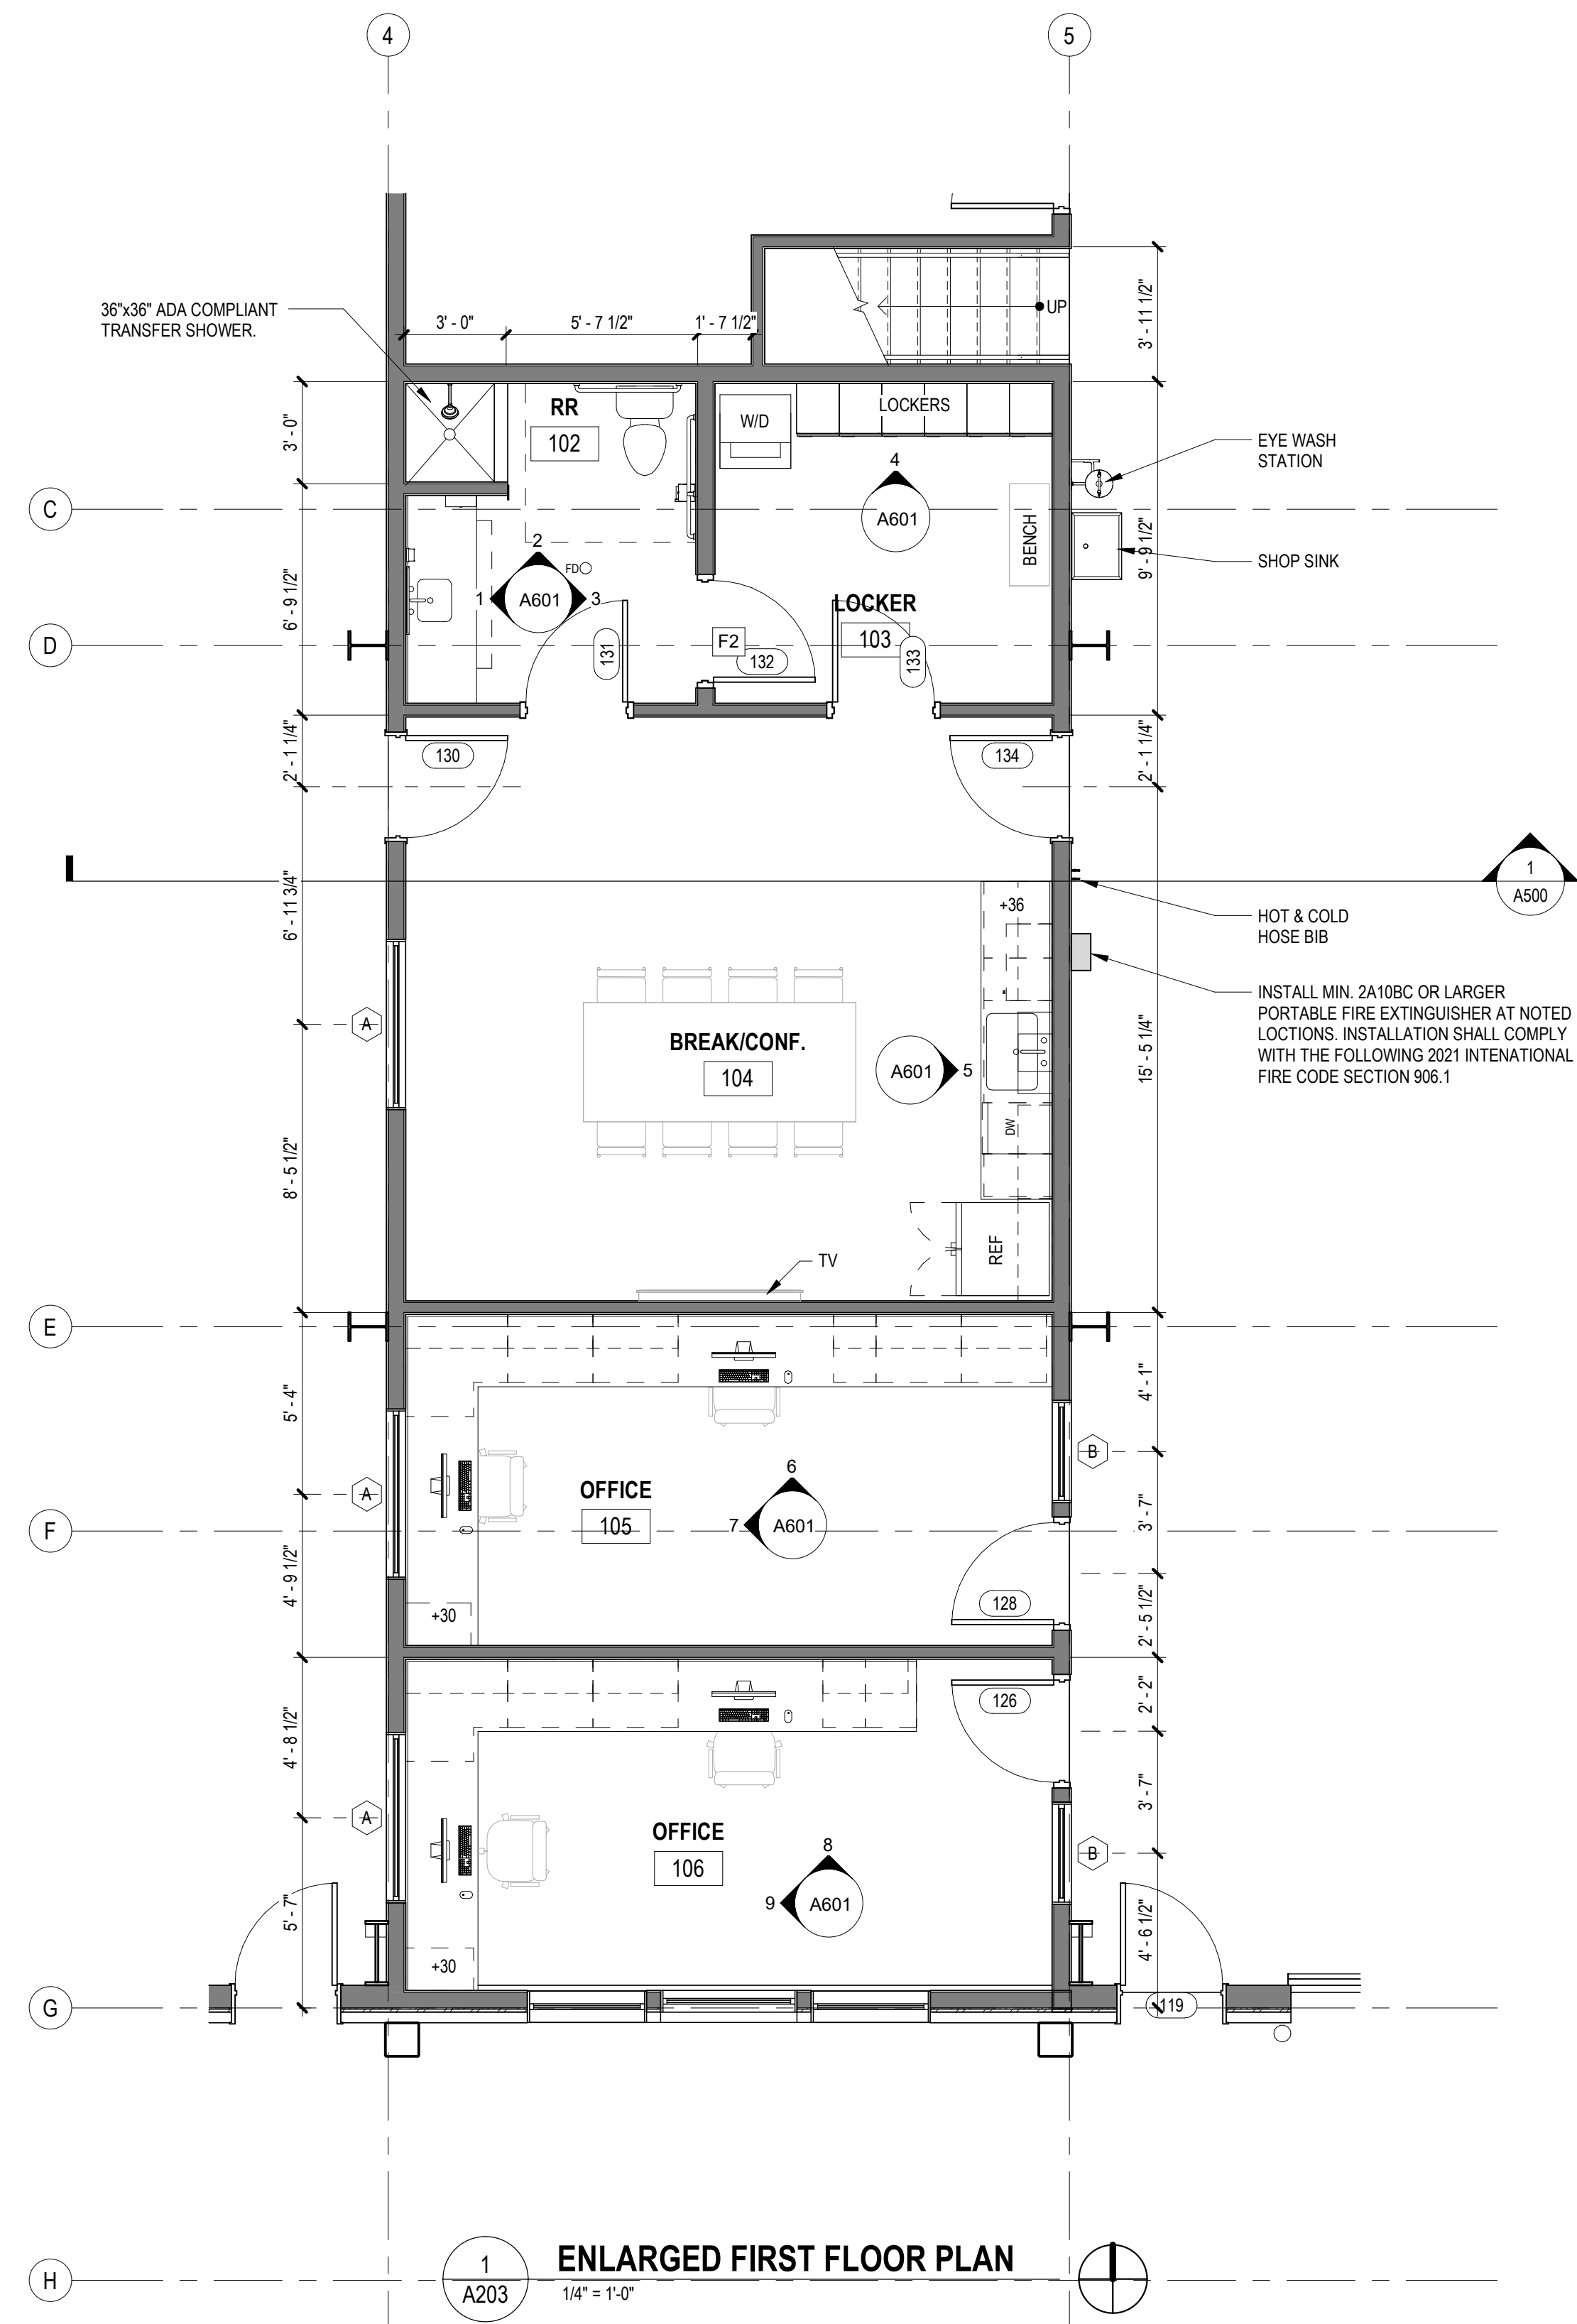 4
5
UP
3' - 11 1/2"
36"x36" ADA COMPLIANT
TRANSFER SHOWER.
3' - 0"
5' - 7 1/2"
1' - 7 1/2"
RR
102
W/D
LOCKERS
3' - 0"
EYE WASH
STATION
4
A601
C
BENCH
9' - 9 1/2"
SHOP SINK
2
FD
1
A601
3
6' - 9 1/2"
LOCKER
103
D
131
F2
132
133
2' - 1 1/4"
130
134
2' - 1 1/4"
1
A500
6' - 11 3/4"
+36
HOT & COLD
HOSE BIB
INSTALL MIN. 2A10BC OR LARGER
PORTABLE FIRE EXTINGUISHER AT NOTED
LOCTIONS. INSTALLATION SHALL COMPLY
WITH THE FOLLOWING 2021 INTENATIONAL
FIRE CODE SECTION 906.1
A
BREAK/CONF.
104
A601
5
15' - 5 1/4"
DW
8' - 5 1/2"
REF
TV
E
5' - 4"
4' - 1"
B
6
OFFICE
A
105
7
A601
3' - 7"
F
4' - 9 1/2"
128
+30
2' - 5 1/2"
126
2' - 2"
4' - 8 1/2"
3' - 7"
A
OFFICE
106
8
B
9
A601
5' - 7"
4' - 6 1/2"
+30
G
119
1
A203
ENLARGED FIRST FLOOR PLAN
1/4" = 1'-0"
H